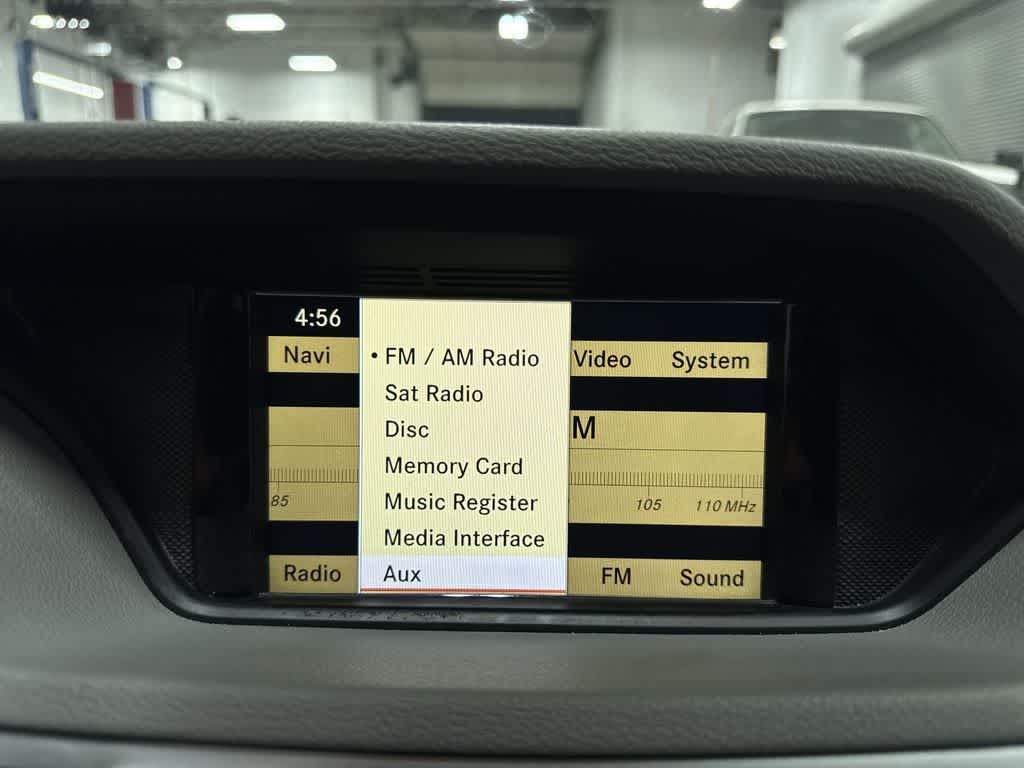 4:56
Navi
• FM / AM Radio
Sat Radio
Disc
Memory Card
Music Register
Media Interface
Aux
Video System
M
85 105 110 MHz
Radio
FM Sound